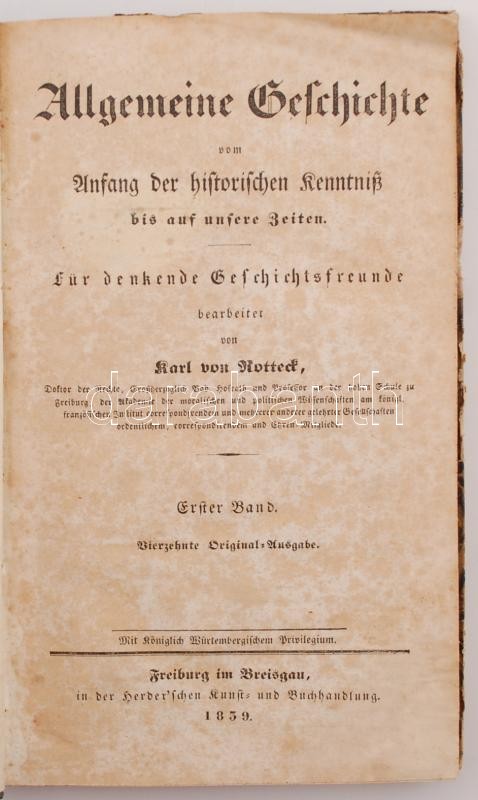 Allgemeine Geschichte
vom
Anfang der historischen Kenntniß
bis auf unsere Zeiten.
Für denkende Geschichtsfreunde
bearbeitet
von
Karl von Rotteck,
Doktor der Rechte, Großherzoglich Bad. Hofrath und Professor an der hohen Schule zu
Freiburg, der Akademie der moralischen und politischen Wissenschaften am königl.
französischen Institut correspondirendem und mehrerer anderer gelehrter Gesellschaften
ordentlichem, correspondirendem und Ehren-Mitgliede.
Erster Band.
Vierzehnte Original-Ausgabe.
Mit Königlich Würtembergischem Privilegium.
Freiburg im Breisgau,
in der Herder'schen Kunst- und Buchhandlung.
1839.
darabanth